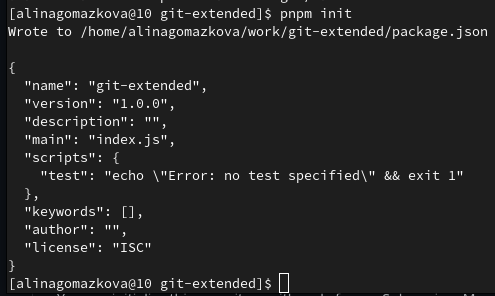 [alinagomazkova@10 git-extended]$ pnpm init
Wrote to /home/alinagomazkova/work/git-extended/package.json
{
"name": "git-extended",
"version": "1.0.0",
"description": "",
"main": "index.js",
"scripts": {
"test": "echo \"Error: no test specified\" && exit 1"
},
"keywords": [],
"author": "",
"license": "ISC"
}
[alinagomazkova@10 git-extended]$